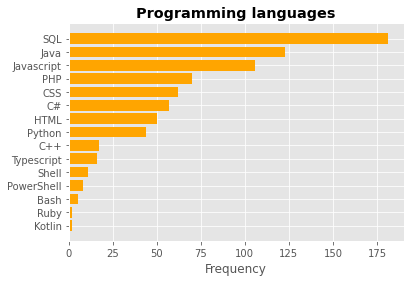 Programming languages
SQL
Java
Javascript
PHP
CSS
C#
HTML
Python
C++
Typescript
Shell
PowerShell
Bash
Ruby
Kotlin
0 25 50 75 100 125 150 175
Frequency